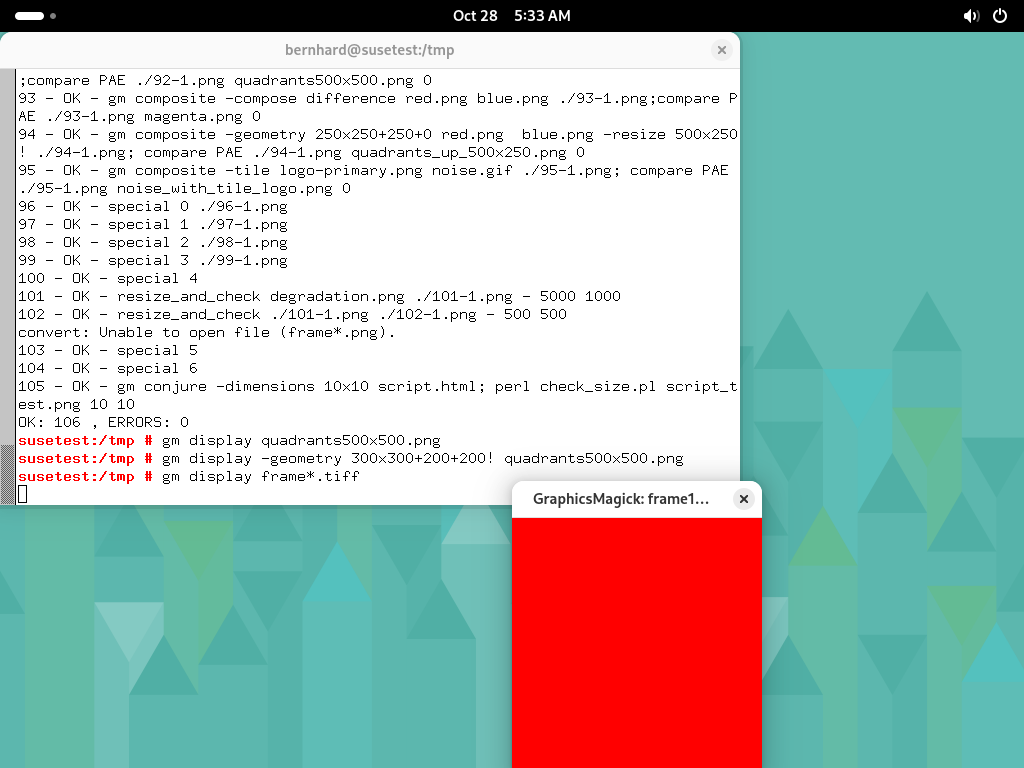 Oct 28 5:33 AM
bernhard@susetest:/tmp
;compare PAE ./92-1.png quadrants500x500.png 0
93 - OK - gm composite -compose difference red.png blue.png ./93-1.png;compare P
AE ./93-1.png magenta.png 0
94 - OK - gm composite -geometry 250x250+250+0 red.png  blue.png -resize 500x250
! ./94-1.png; compare PAE ./94-1.png quadrants_up_500x250.png 0
95 - OK - gm composite -tile logo-primary.png noise.gif ./95-1.png; compare PAE
./95-1.png noise_with_tile_logo.png 0
96 - OK - special 0 ./96-1.png
97 - OK - special 1 ./97-1.png
98 - OK - special 2 ./98-1.png
99 - OK - special 3 ./99-1.png
100 - OK - special 4
101 - OK - resize_and_check degradation.png ./101-1.png - 5000 1000
102 - OK - resize_and_check ./101-1.png ./102-1.png - 500 500
convert: Unable to open file (frame*.png).
103 - OK - special 5
104 - OK - special 6
105 - OK - gm conjure -dimensions 10x10 script.html; perl check_size.pl script_t
est.png 10 10
OK: 106 , ERRORS: 0
susetest:/tmp # gm display quadrants500x500.png
susetest:/tmp # gm display -geometry 300x300+200+200! quadrants500x500.png
susetest:/tmp # gm display frame*.tiff
GraphicsMagick: frame1...